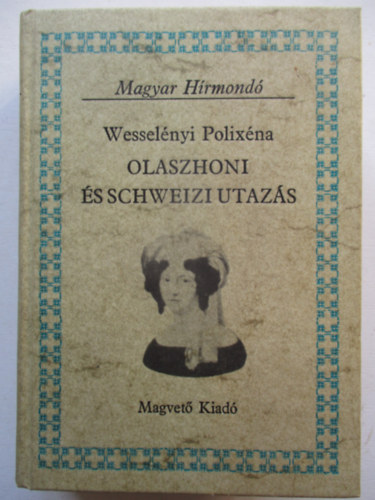 Magyar Hírmondó
Wesselényi Polixéna
OLASZHONI
ÉS SCHWEIZI UTAZÁS
Magvető Kiadó